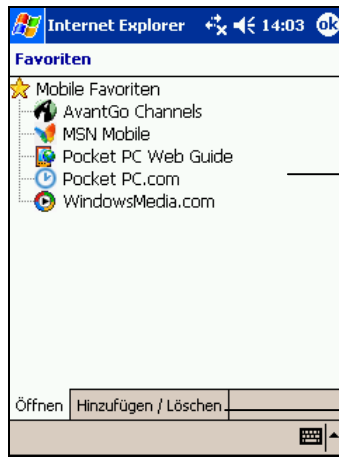 Internet Explorer 14:03 ok
Favoriten
Mobile Favoriten
AvantGo Channels
MSN Mobile
Pocket PC Web Guide
Pocket PC.com
WindowsMedia.com
Öffnen Hinzufügen / Löschen